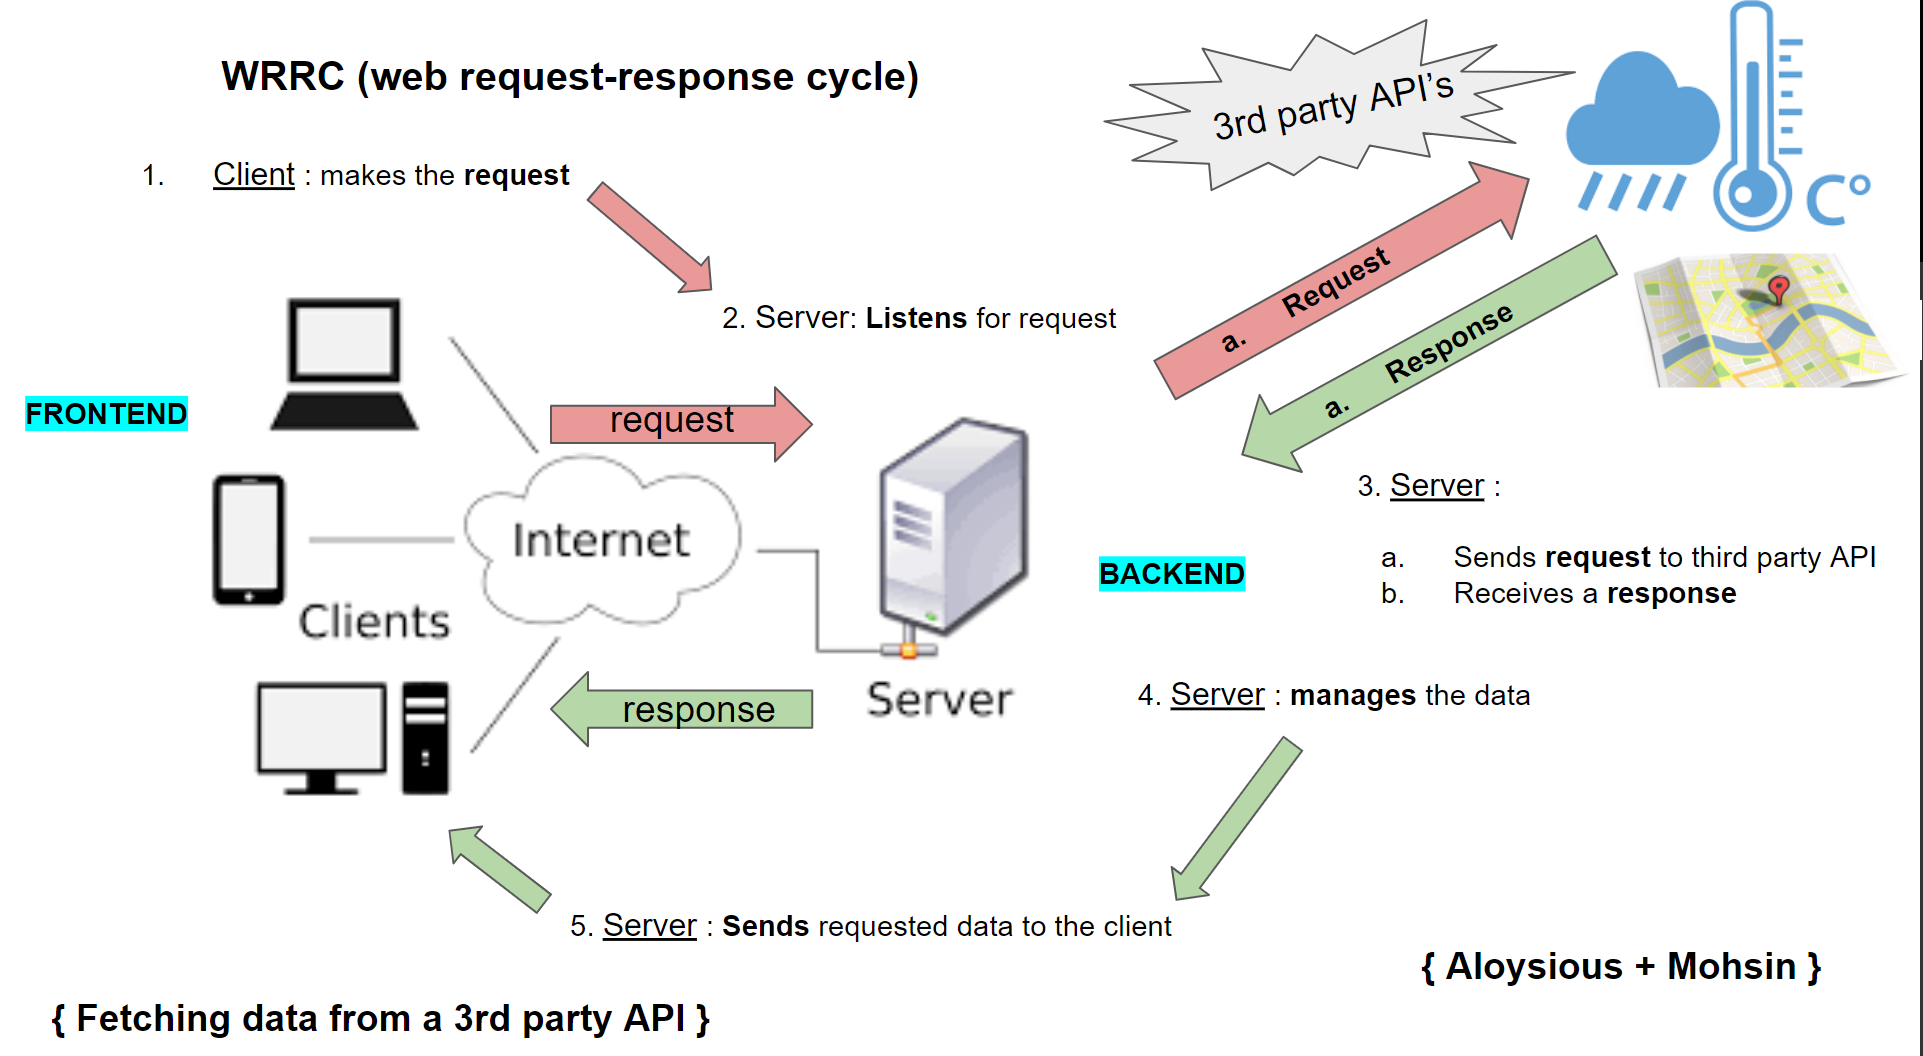 WRRC (web request-response cycle)
3rd party API's
1. Client : makes the request
C°
a. Request
2. Server: Listens for request
a. Response
FRONTEND
request
3. Server :
Internet
a. Sends request to third party API
BACKEND
b. Receives a response
Clients
Server
4. Server : manages the data
response
5. Server : Sends requested data to the client
{ Aloysious + Mohsin }
{ Fetching data from a 3rd party API }